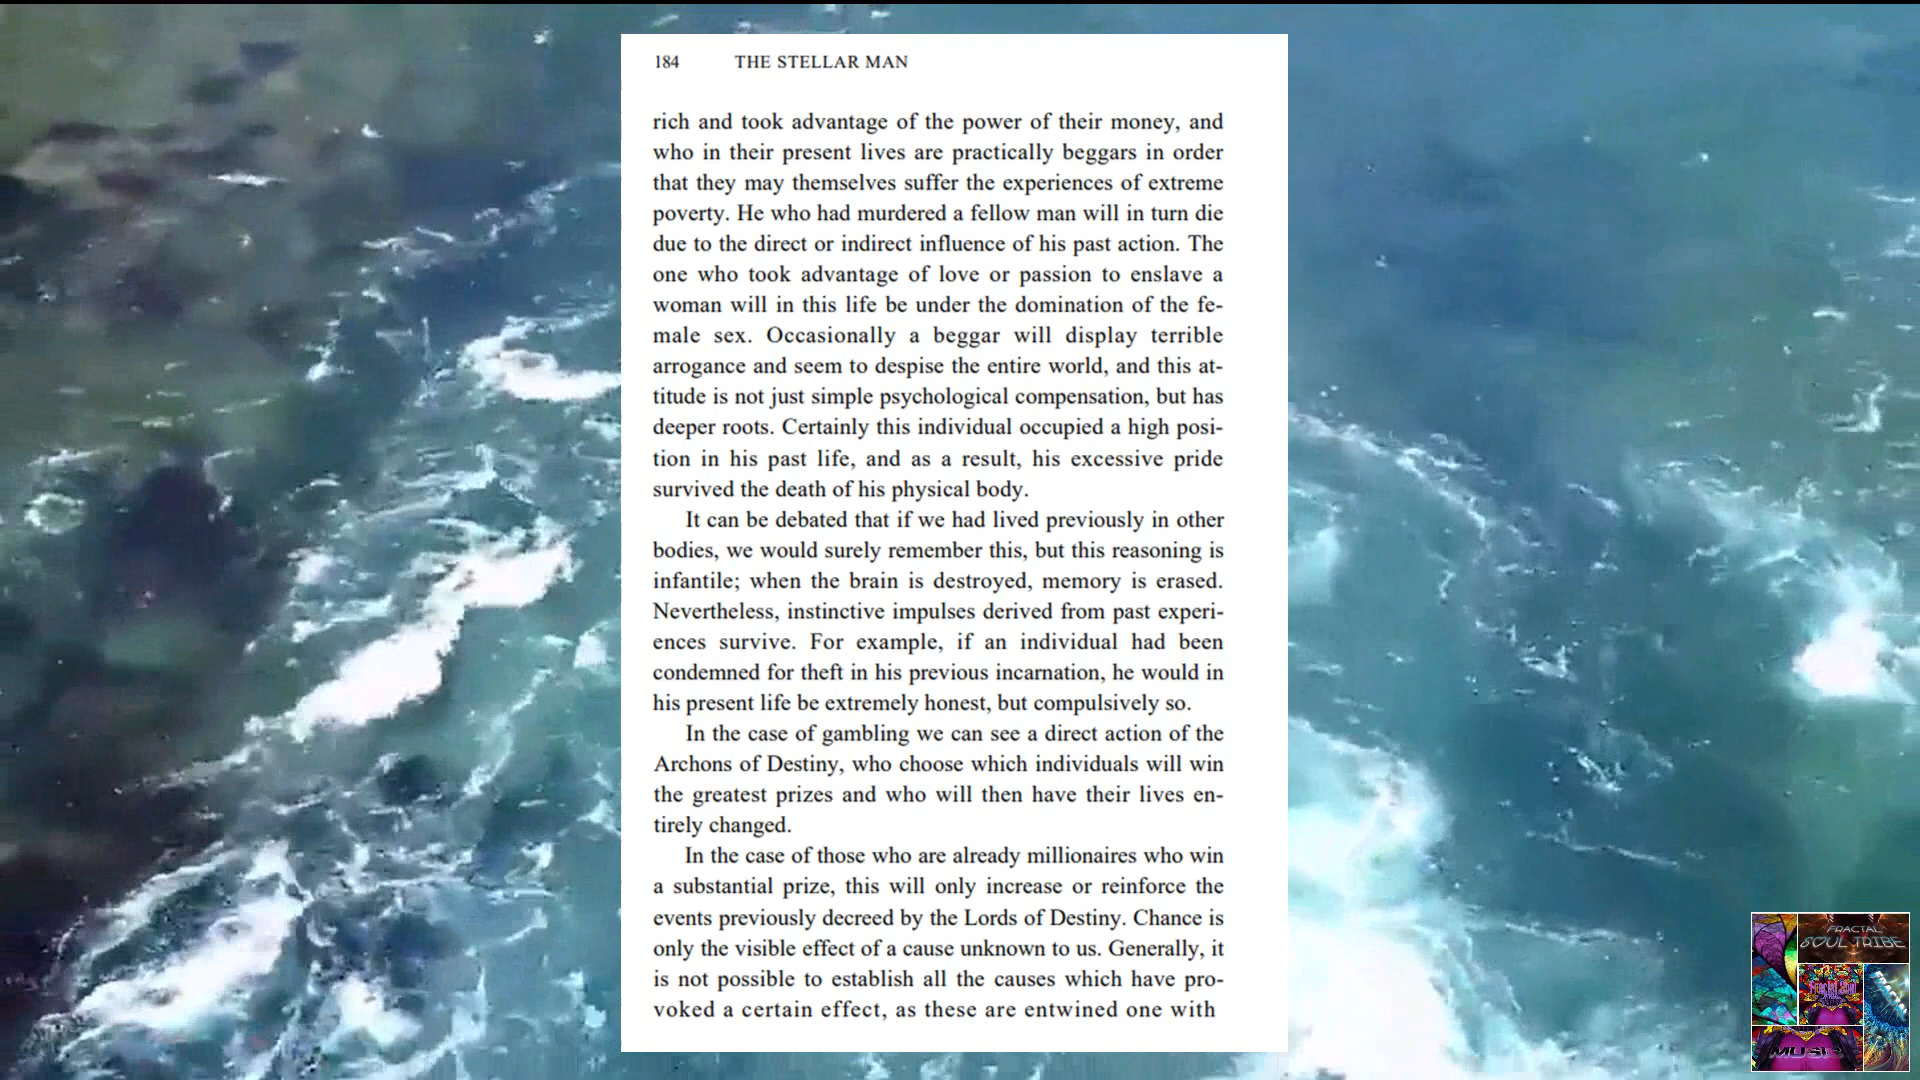 184 THE STELLAR MAN
rich and took advantage of the power of their money, and
who in their present lives are practically beggars in order
that they may themselves suffer the experiences of extreme
poverty. He who had murdered a fellow man will in turn die
due to the direct or indirect influence of his past action. The
one who took advantage of love or passion to enslave a
woman will in this life be under the domination of the fe-
male sex. Occasionally a beggar will display terrible
arrogance and seem to despise the entire world, and this at-
titude is not just simple psychological compensation, but has
deeper roots. Certainly this individual occupied a high posi-
tion in his past life, and as a result, his excessive pride
survived the death of his physical body.
It can be debated that if we had lived previously in other
bodies, we would surely remember this, but this reasoning is
infantile; when the brain is destroyed, memory is erased.
Nevertheless, instinctive impulses derived from past experi-
ences survive. For example, if an individual had been
condemned for theft in his previous incarnation, he would in
his present life be extremely honest, but compulsively so.
In the case of gambling we can see a direct action of the
Archons of Destiny, who choose which individuals will win
the greatest prizes and who will then have their lives en-
tirely changed.
In the case of those who are already millionaires who win
a substantial prize, this will only increase or reinforce the
events previously decreed by the Lords of Destiny. Chance is
only the visible effect of a cause unknown to us. Generally, it
is not possible to establish all the causes which have pro-
voked a certain effect, as these are entwined one with
FRACTAL
SOUL TRIBE
Fractal Soul
MUSIC